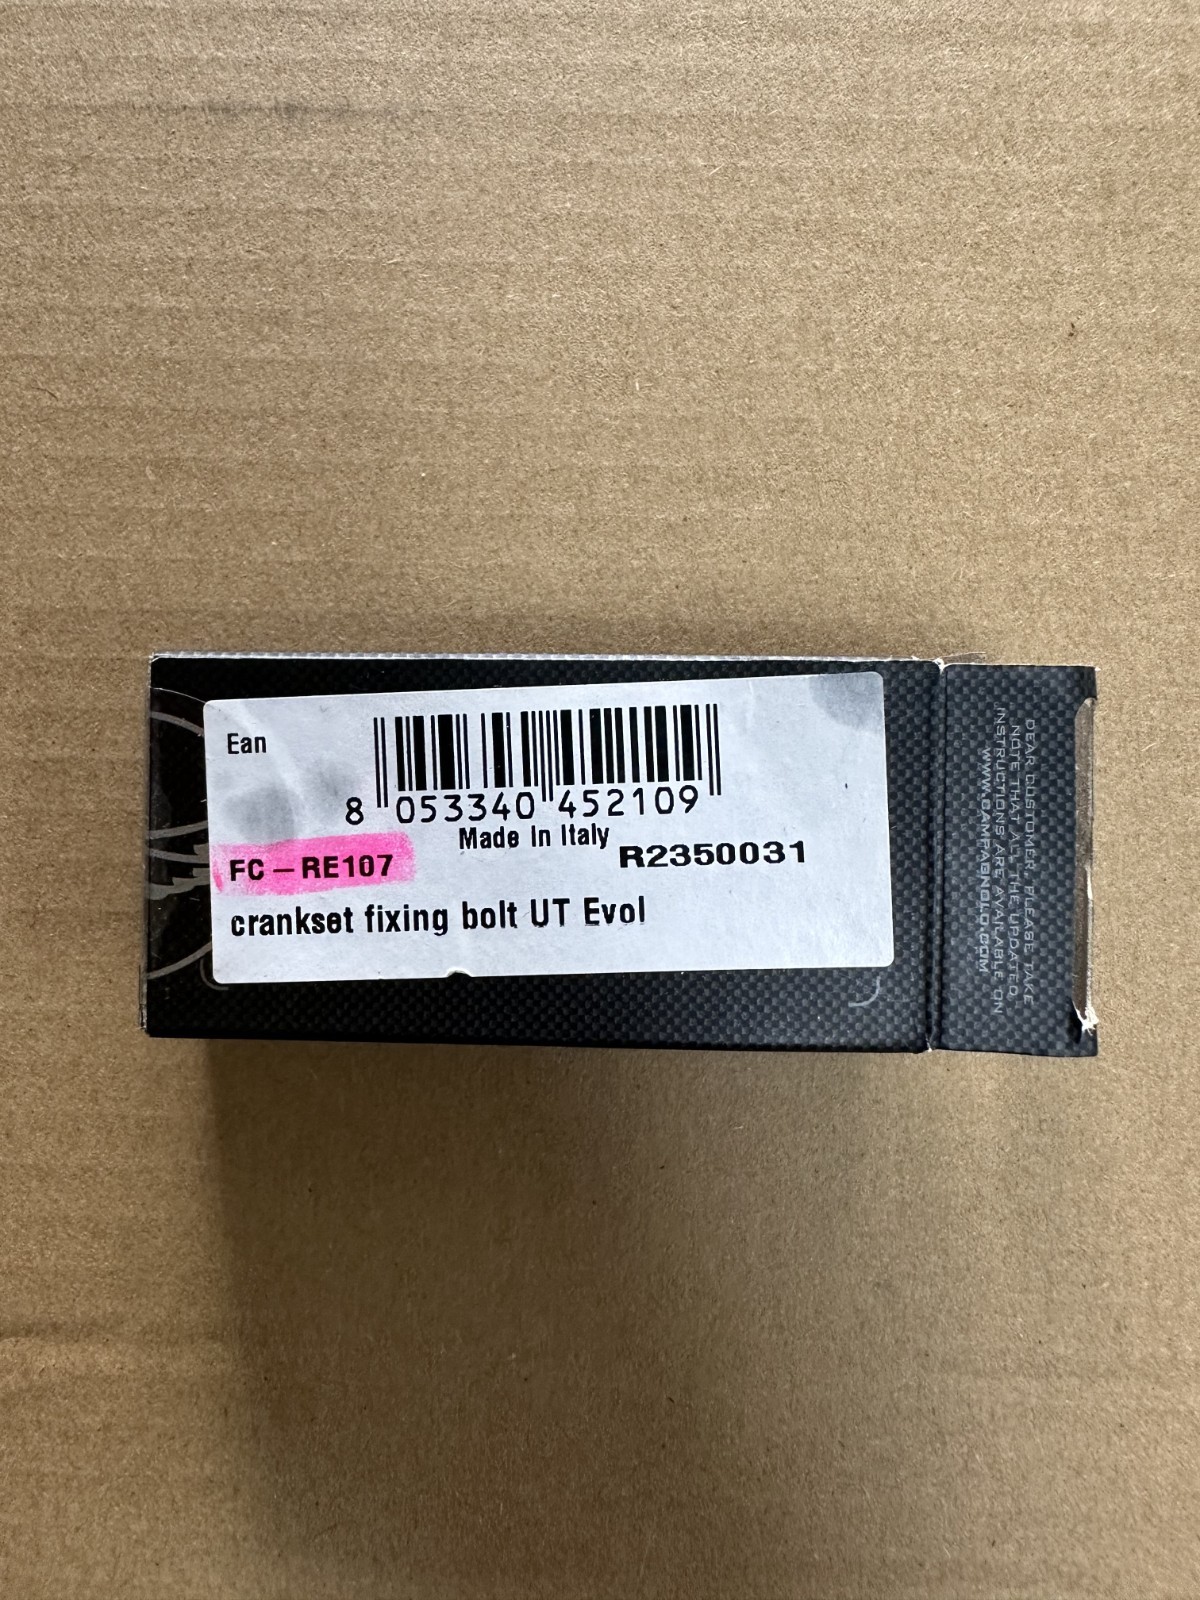 Ean
8 053340 452109
Made In Italy
FC-RE107
R2350031
crankset fixing bolt UT Evol
DEAR CUSTOMER, PLEASE TAKE
NOTE THAT ALL THE UPDATED
INSTRUCTIONS ARE AVAILABLE ON
WWW.CAMPAGNOLO.COM